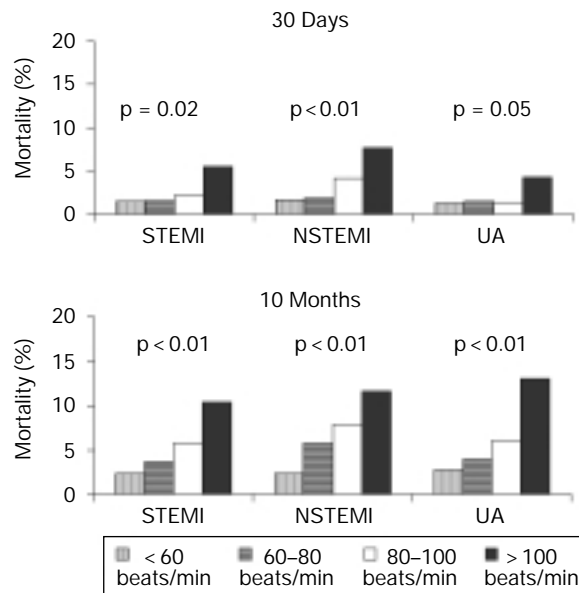 30 Days
Mortality (%)
20
15
10
5
0
p = 0.02 p < 0.01 p = 0.05
STEMI NSTEMI UA
10 Months
Mortality (%)
20
15
10
5
0
p < 0.01 p < 0.01 p < 0.01
STEMI NSTEMI UA
< 60 60–80 80–100 > 100
beats/min beats/min beats/min beats/min